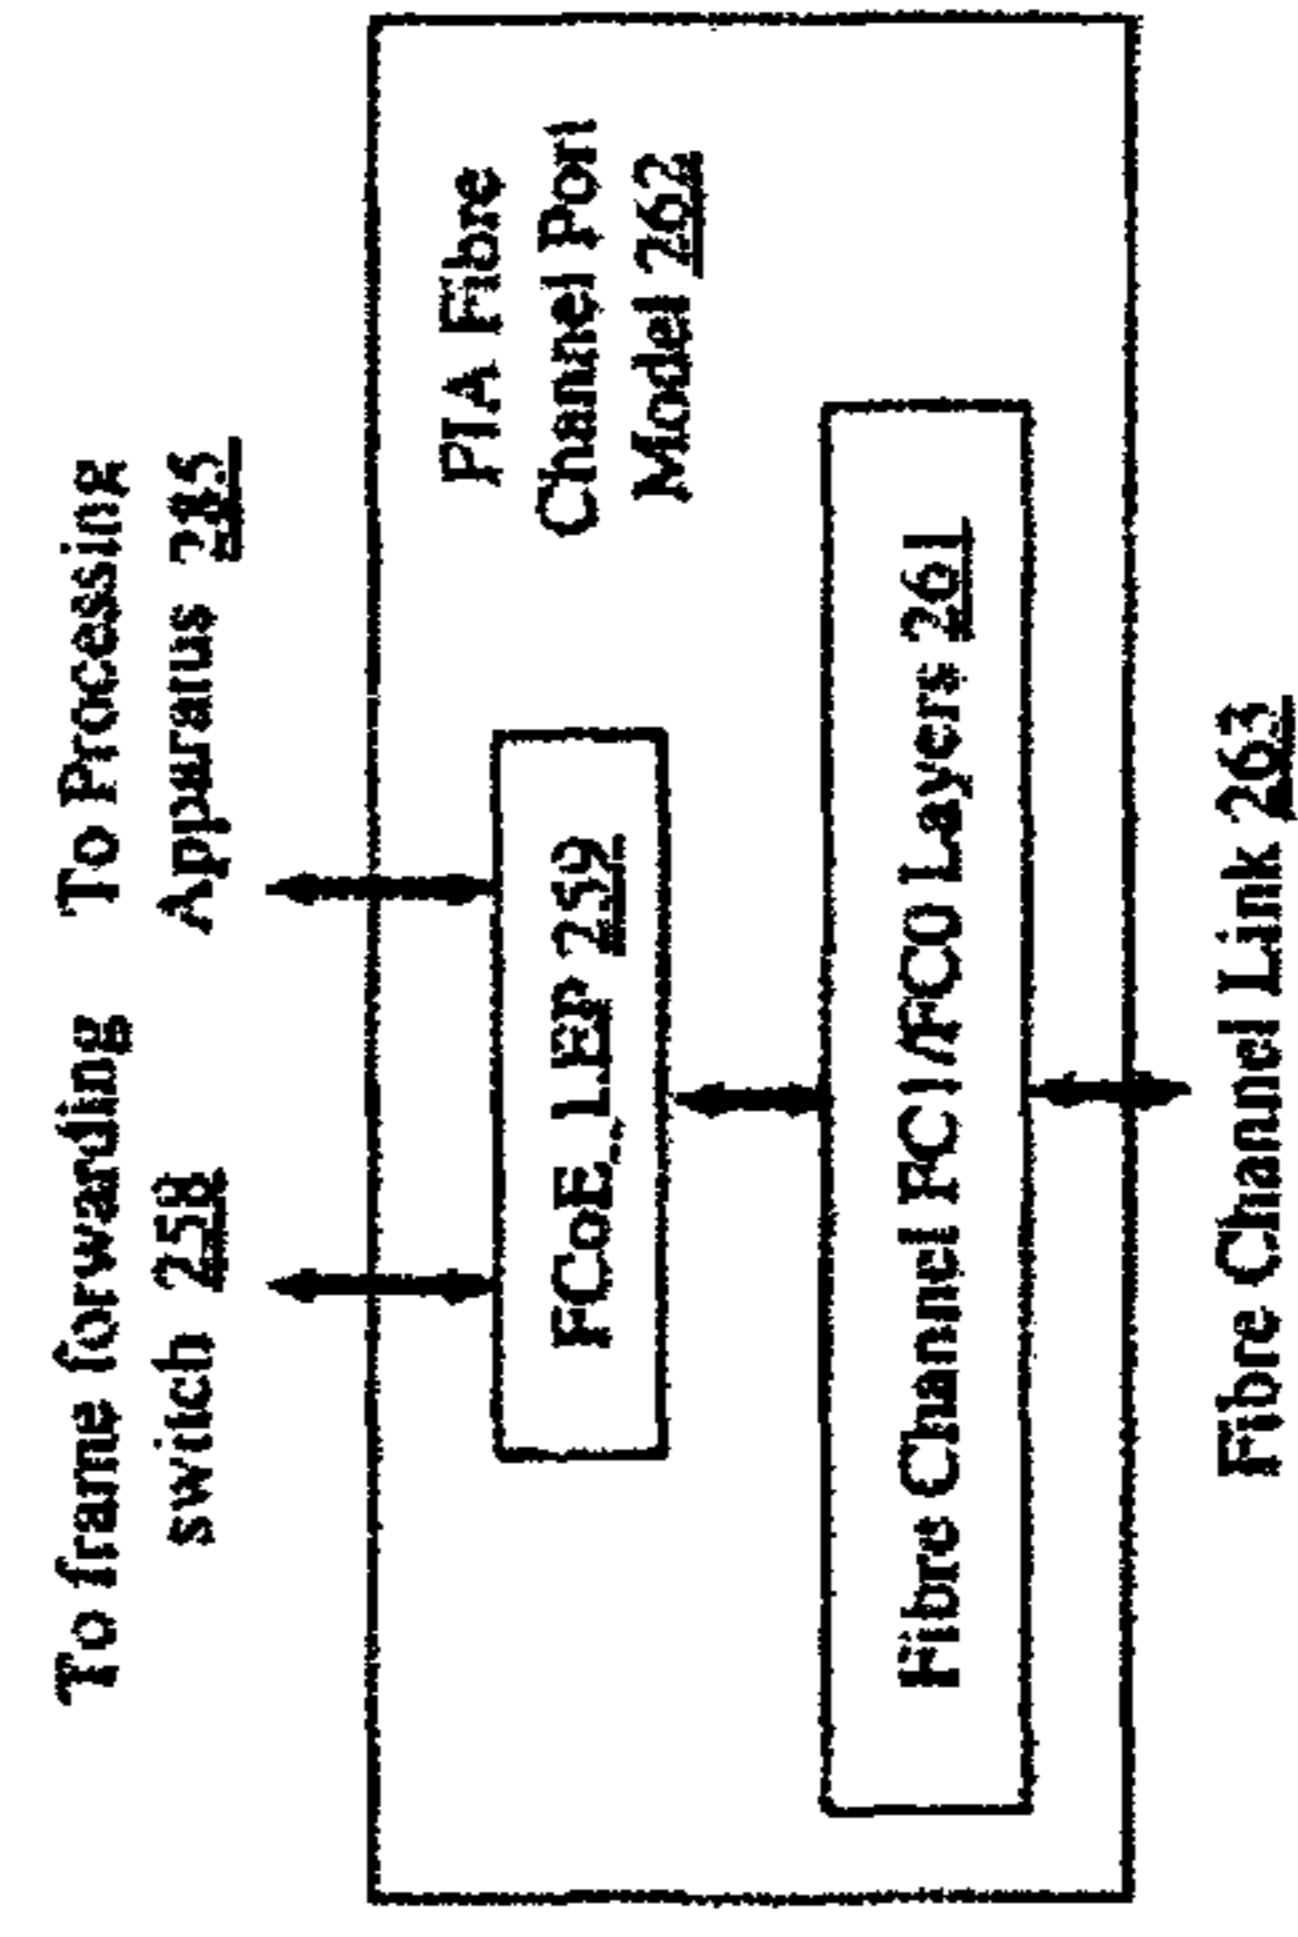 To frame forwarding
switch 258
To Processing
Apparatus
PIA Fibre
Channel Port
Model 262
FCoE_LEP 259
Fibre Channel FC1/FC0 Layers 261
Fibre Channel Link 263